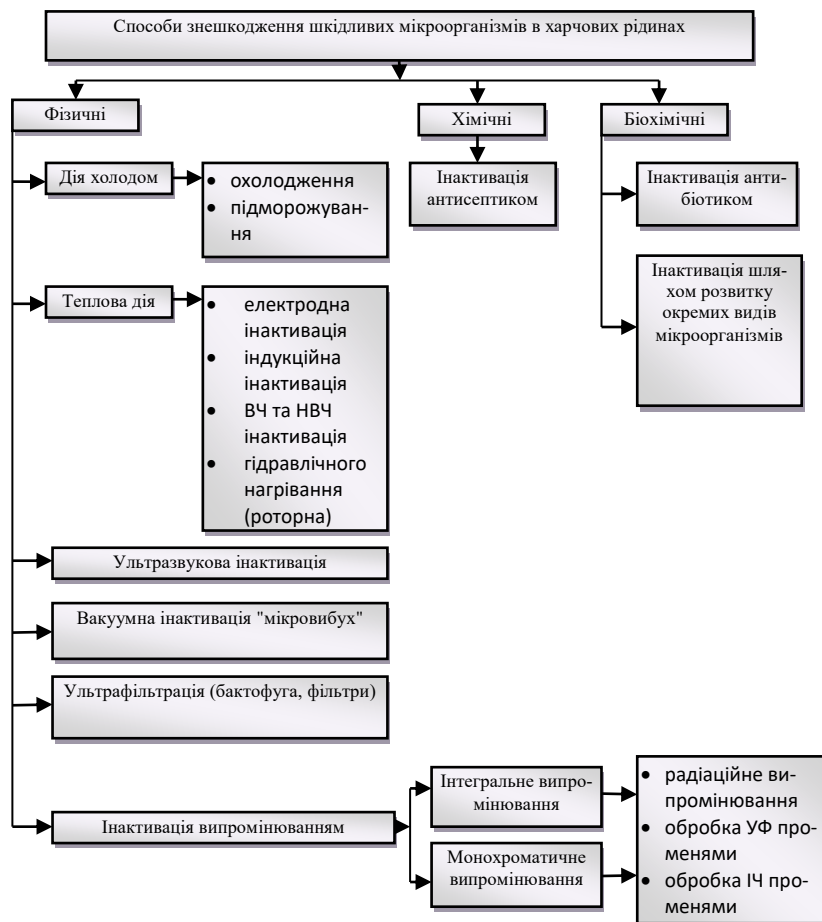 Способи знешкодження шкідливих мікроорганізмів в харчових рідинах
Фізичні
Хімічні
Біохімічні
Дія холодом
• охолодження
• підморожуван-
ня
Інактивація
антисептиком
Інактивація анти-
біотиком
Інактивація шля-
хом розвитку
окремих видів
мікроорганізмів
Теплова дія
• електродна
інактивація
• індукційна
інактивація
• ВЧ та НВЧ
інактивація
• гідравлічного
нагрівання
(роторна)
Ультразвукова інактивація
Вакуумна інактивація "мікровибух"
Ультрафільтрація (бактофуга, фільтри)
Інактивація випромінюванням
Інтегральне випро-
мінювання
Монохроматичне
випромінювання
• радіаційне ви-
промінювання
• обробка УФ про-
менями
• обробка ІЧ про-
менями